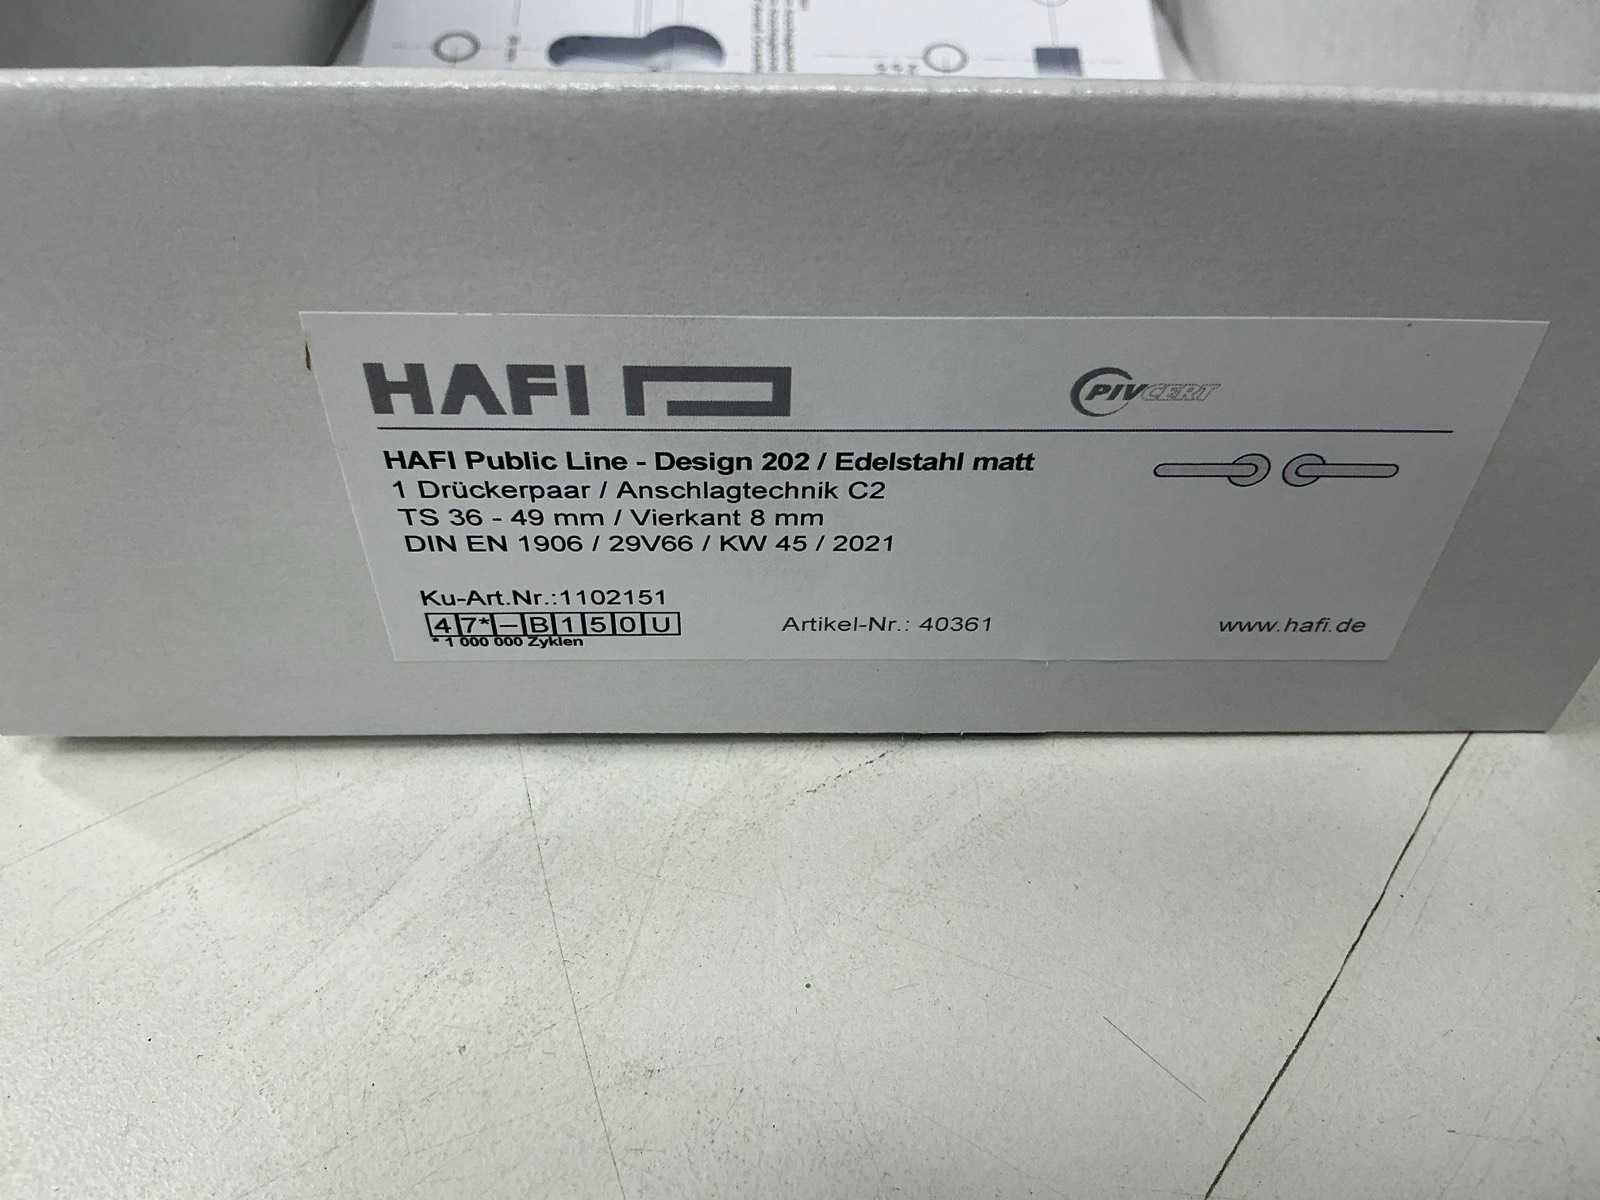 HAFI
PIVCERT
HAFI Public Line - Design 202 / Edelstahl matt
1 Drückerpaar / Anschlagtechnik C2
TS 36 - 49 mm / Vierkant 8 mm
DIN EN 1906 / 29V66 / KW 45 / 2021
Ku-Art.Nr.:1102151
47*–B150U
* 1 000 000 Zyklen
Artikel-Nr.: 40361
www.hafi.de